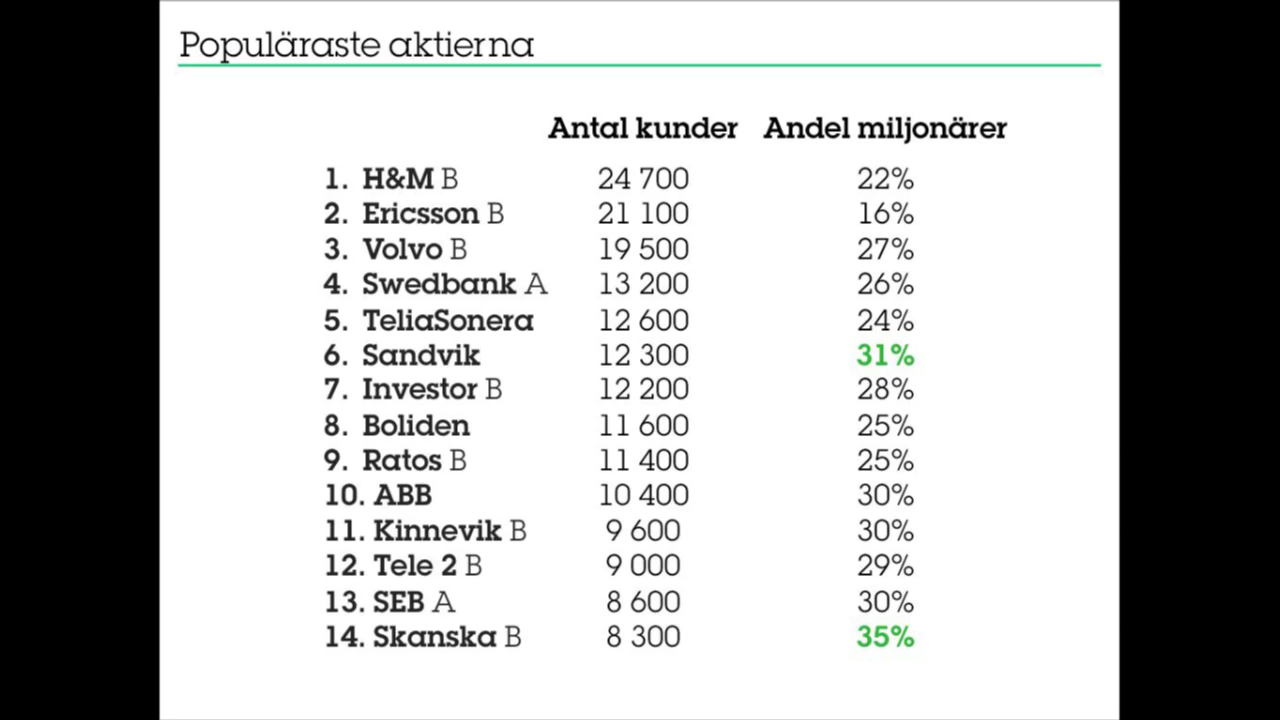 Populäraste aktierna
Antal kunder Andel miljonärer
1. H&M B 24 700 22%
2. Ericsson B 21 100 16%
3. Volvo B 19 500 27%
4. Swedbank A 13 200 26%
5. TeliaSonera 12 600 24%
6. Sandvik 12 300 31%
7. Investor B 12 200 28%
8. Boliden 11 600 25%
9. Ratos B 11 400 25%
10. ABB 10 400 30%
11. Kinnevik B 9 600 30%
12. Tele 2 B 9 000 29%
13. SEB A 8 600 30%
14. Skanska B 8 300 35%